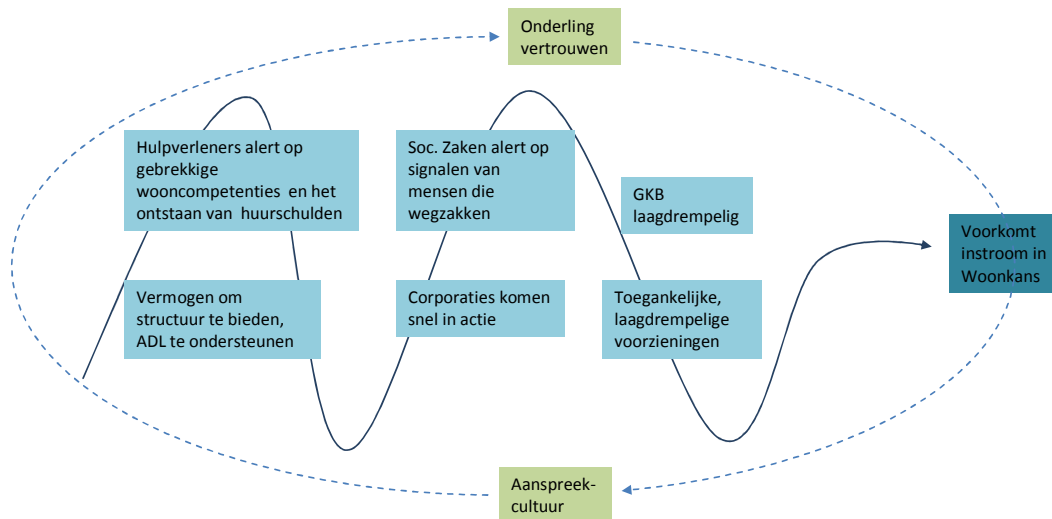 Onderling
vertrouwen
Hulpverleners alert op
gebrekkige
wooncompetenties en het
ontstaan van huurschulden
Soc. Zaken alert op
signalen van
mensen die
wegzakken
GKB
laagdrempelig
Voorkomt
instroom in
Woonkans
Vermogen om
structuur te bieden,
ADL te ondersteunen
Corporaties komen
snel in actie
Toegankelijke,
laagdrempelige
voorzieningen
Aanspreek-
cultuur